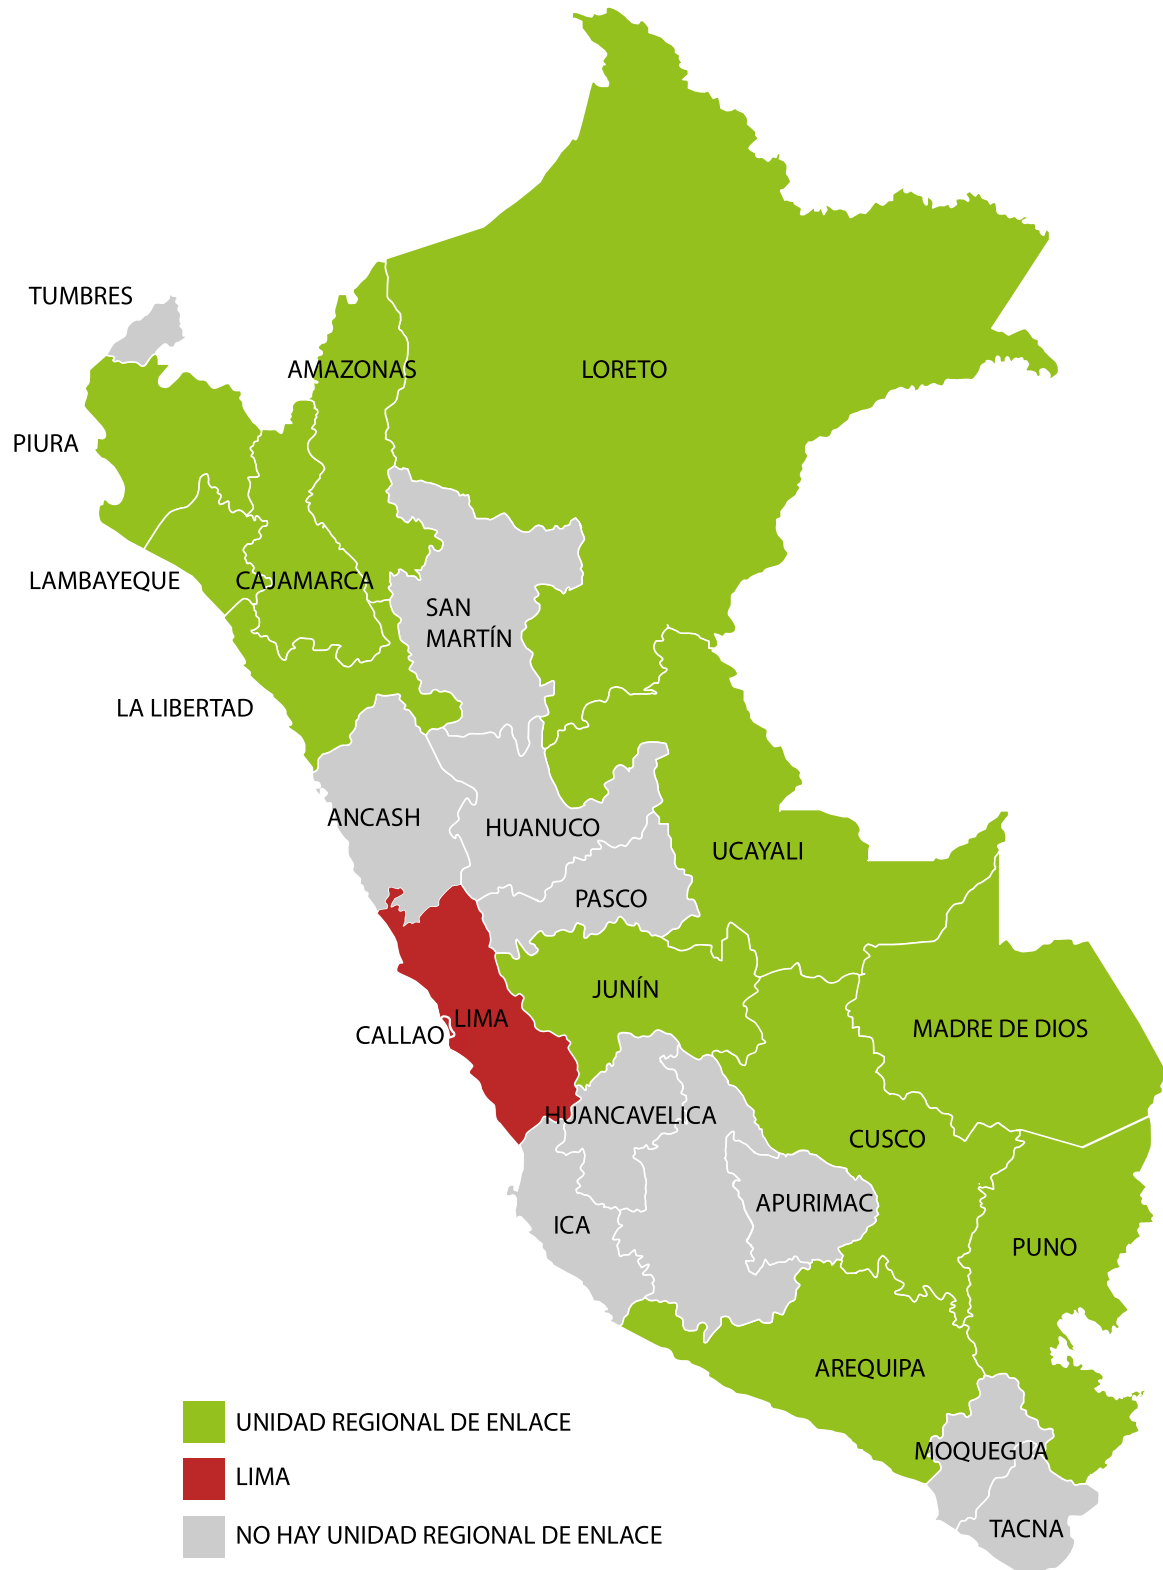 TUMBRES
AMAZONAS
LORETO
PIURA
LAMBAYEQUE
CAJAMARCA
SAN
MARTÍN
LA LIBERTAD
ANCASH
HUANUCO
UCAYALI
PASCO
JUNÍN
LIMA
CALLAO
MADRE DE DIOS
HUANCAVELICA
CUSCO
APURIMAC
ICA
PUNO
AREQUIPA
MOQUEGUA
TACNA
UNIDAD REGIONAL DE ENLACE
LIMA
NO HAY UNIDAD REGIONAL DE ENLACE